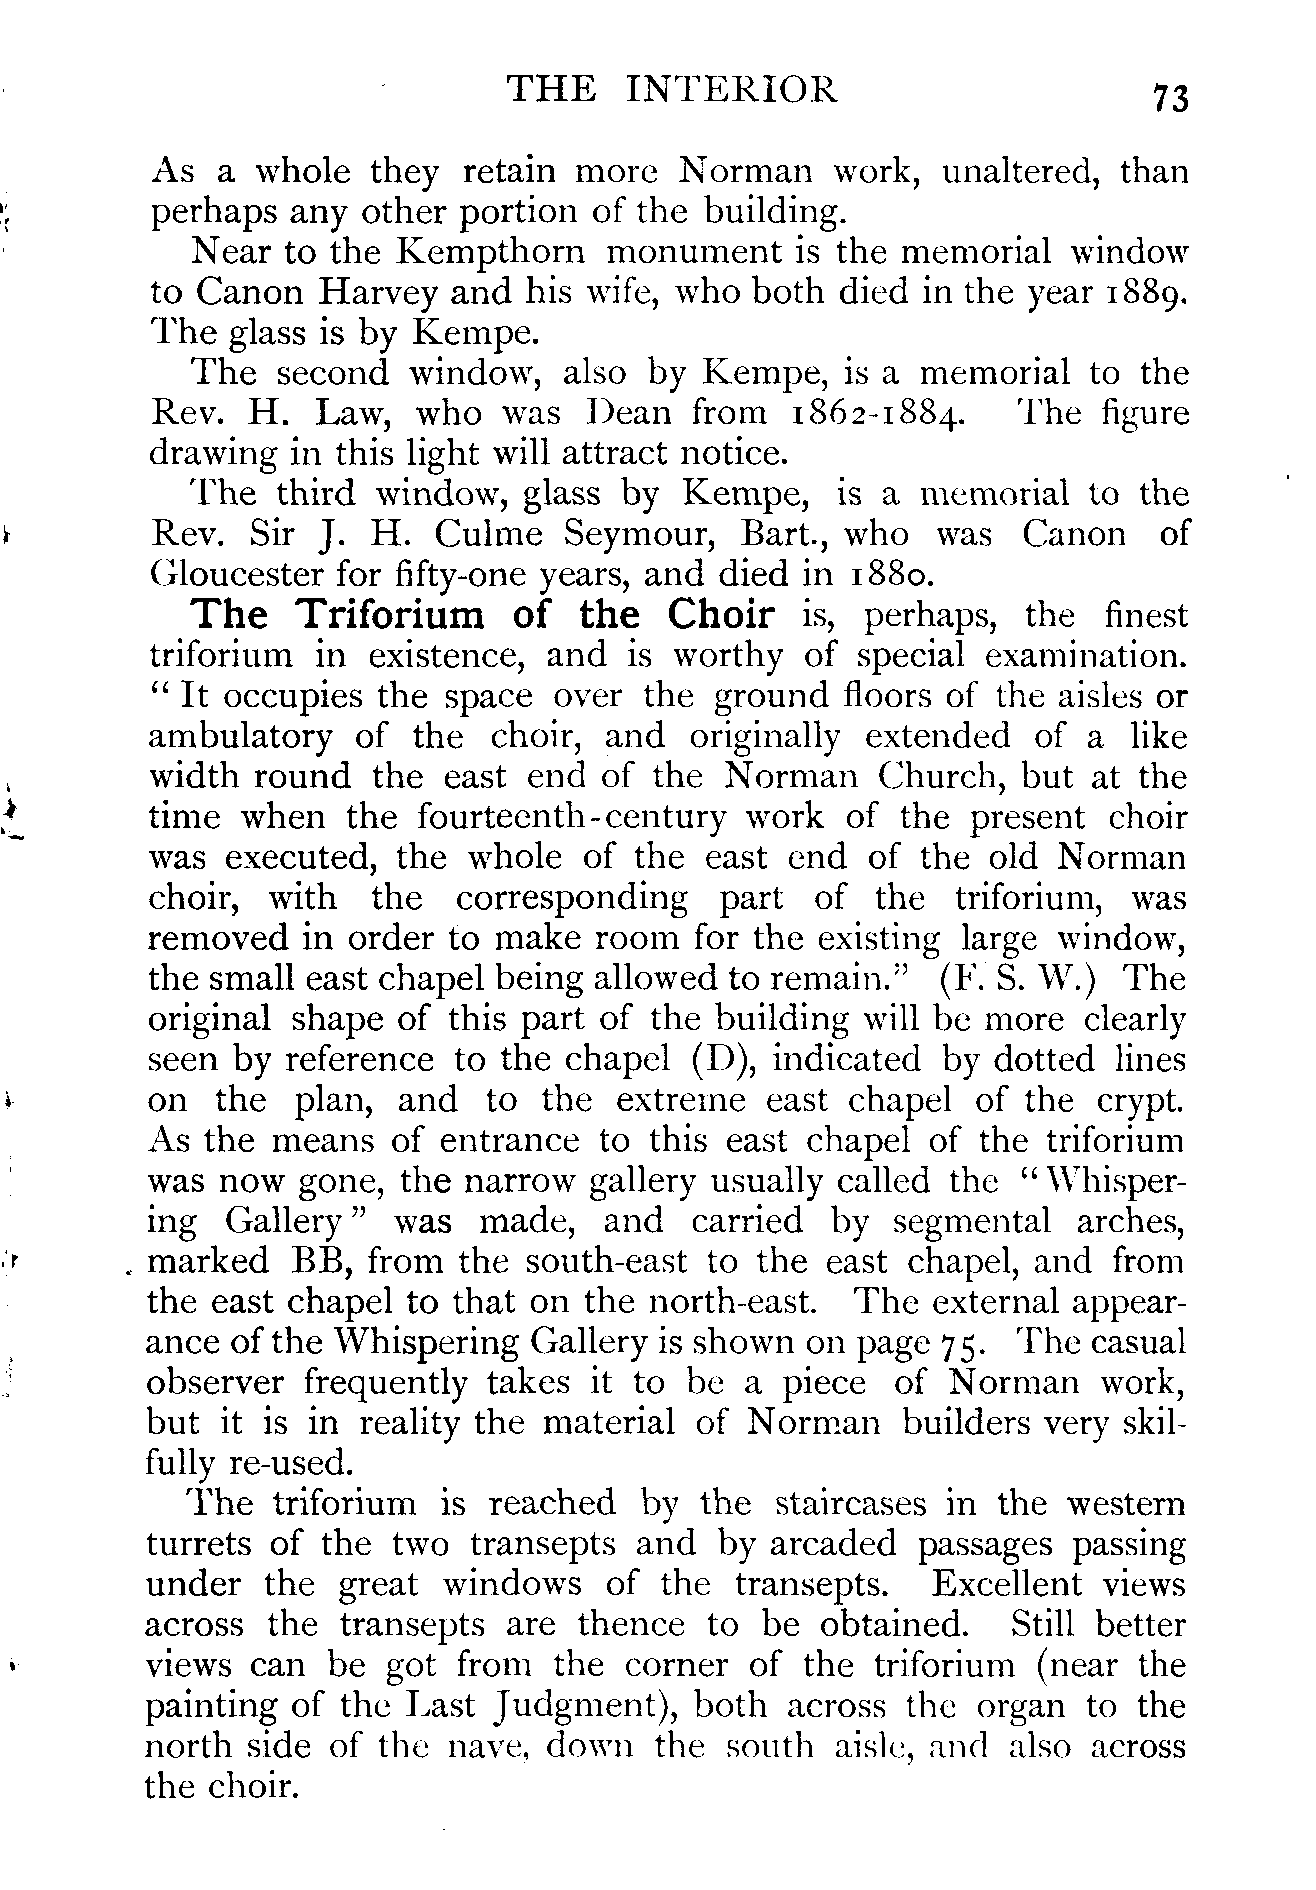 THE INTERIOR 73
As a whole they retain more Norman work, unaltered, than
perhaps any other portion of the building.
Near to the Kempthorn monument is the memorial window
to Canon Harvey and his wife, who both died in the year 1889.
The glass is by Kempe.
The second window, also by Kempe, is a memorial to the
Rev. H. Law, who was Dean from 1862-1884. The figure
drawing in this light will attract notice.
The third window, glass by Kempe, is a memorial to the
Rev. Sir J. H. Culme Seymour, Bart., who was Canon of
Gloucester for fifty-one years, and died in 1880.
The Triforium of the Choir is, perhaps, the finest
triforium in existence, and is worthy of special examination.
“ It occupies the space over the ground floors of the aisles or
ambulatory of the choir, and originally extended of a like
width round the east end of the Norman Church, but at the
time when the fourteenth-century work of the present choir
was executed, the whole of the east end of the old Norman
choir, with the corresponding part of the triforium, was
removed in order to make room for the existing large window,
the small east chapel being allowed to remain.” (F. S. W.) The
original shape of this part of the building will be more clearly
seen by reference to the chapel (D), indicated by dotted lines
on the plan, and to the extreme east chapel of the crypt.
As the means of entrance to this east chapel of the triforium
was now gone, the narrow gallery usually called the “ Whisper-
ing Gallery ” was made, and carried by segmental arches,
marked BB, from the south-east to the east chapel, and from
the east chapel to that on the north-east. The external appear-
ance of the Whispering Gallery is shown on page 75. The casual
observer frequently takes it to be a piece of Norman work,
but it is in reality the material of Norman builders very skil-
fully re-used.
The triforium is reached by the staircases in the western
turrets of the two transepts and by arcaded passages passing
under the great windows of the transepts. Excellent views
across the transepts are thence to be obtained. Still better
views can be got from the corner of the triforium (near the
painting of the Last Judgment), both across the organ to the
north side of the nave, down the south aisle, and also across
the choir.